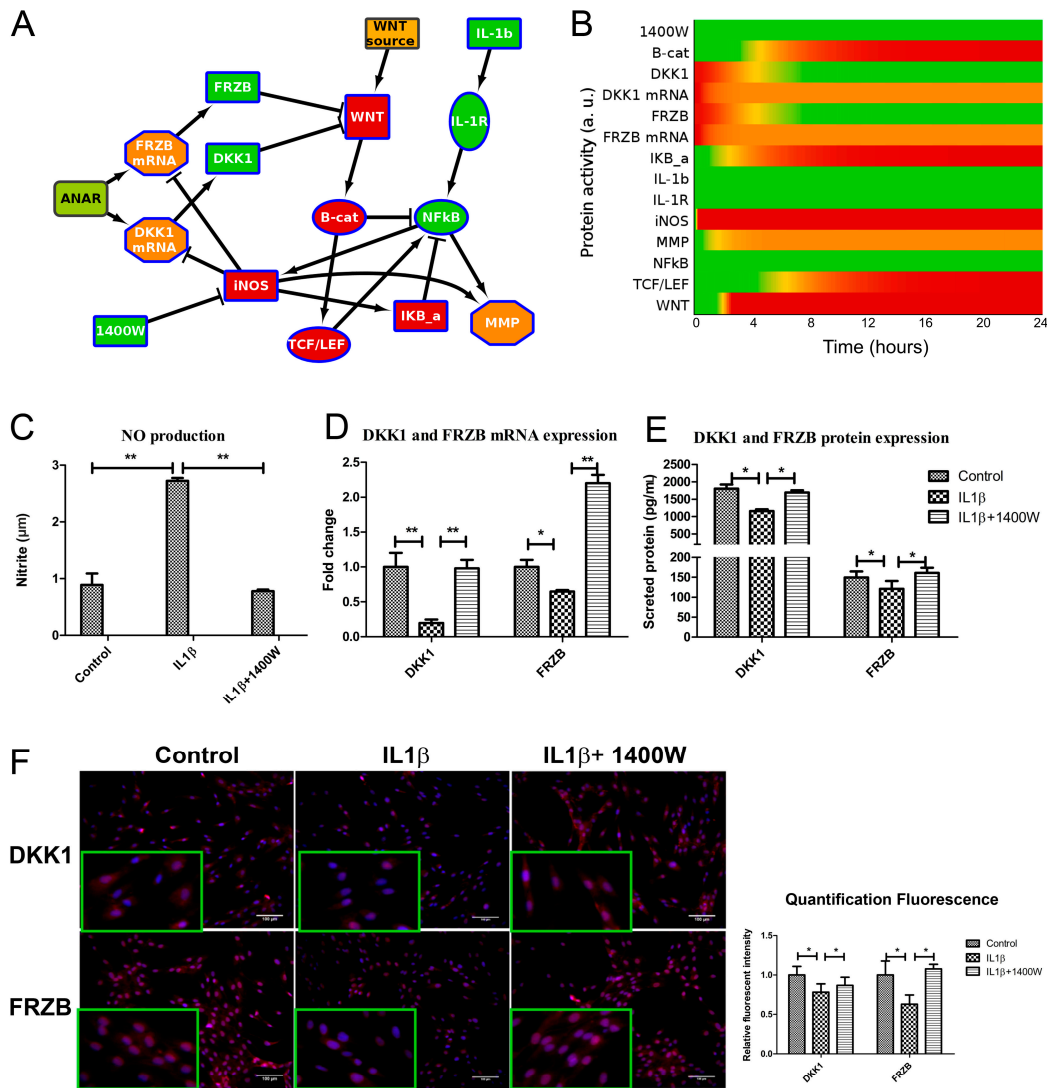 A
WNT
source
IL-1b
FRZB
WNT
IL-1R
FRZB
mRNA
DKK1
ANAR
B-cat
NFkB
DKK1
mRNA
iNOS
1400W
IKB_a
MMP
TCF/LEF
B
Protein activity (a. u.)
1400W
B-cat
DKK1
DKK1 mRNA
FRZB
FRZB mRNA
IKB_a
IL-1b
IL-1R
iNOS
MMP
NFkB
TCF/LEF
WNT
0 4 8 12 16 20 24
Time (hours)
C
NO production
** **
Nitrite (µm)
3
2
1
0
Control
IL1β
IL1β+1400W
D
DKK1 and FRZB mRNA expression
Fold change
2.5
2.0
1.5
1.0
0.5
0.0
** ** * **
DKK1
FRZB
E
DKK1 and FRZB protein expression
Screted protein (pg/mL)
2500
2000
1500
1000
200
150
100
50
0
* * * *
DKK1
FRZB
Control
IL1β
IL1β+1400W
F
Control IL1β IL1β+ 1400W
DKK1
100 µm
FRZB
100 µm
Quantification Fluorescence
Relative fluorescent intensity
1.5
1.0
0.5
0.0
* * * *
DKK1
FRZB
Control
IL1β
IL1β+1400W